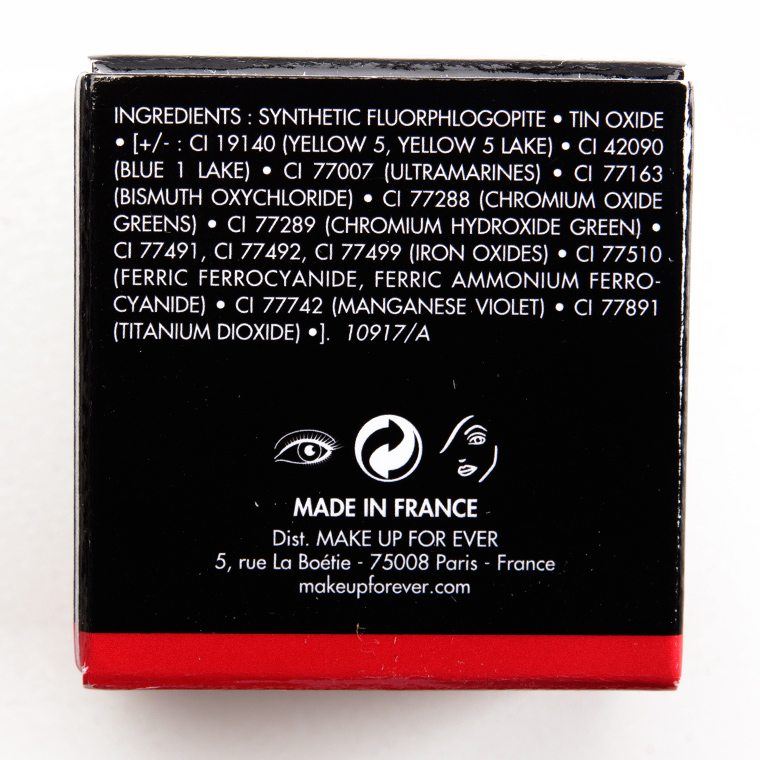 INGREDIENTS : SYNTHETIC FLUORPHLOGOPITE • TIN OXIDE
• [+/- : CI 19140 (YELLOW 5, YELLOW 5 LAKE) • CI 42090
(BLUE 1 LAKE) • CI 77007 (ULTRAMARINES) • CI 77163
(BISMUTH OXYCHLORIDE) • CI 77288 (CHROMIUM OXIDE
GREENS) • CI 77289 (CHROMIUM HYDROXIDE GREEN) •
CI 77491, CI 77492, CI 77499 (IRON OXIDES) • CI 77510
(FERRIC FERROCYANIDE, FERRIC AMMONIUM FERRO-
CYANIDE) • CI 77742 (MANGANESE VIOLET) • CI 77891
(TITANIUM DIOXIDE) •]. 10917/A
MADE IN FRANCE
Dist. MAKE UP FOR EVER
5, rue La Boétie - 75008 Paris - France
makeupforever.com